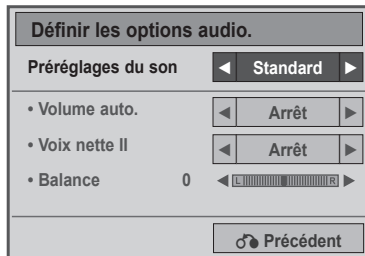 Définir les options audio.
Préréglages du son ◄ Standard ►
• Volume auto. ◄ Arrêt ►
• Voix nette II ◄ Arrêt ►
• Balance 0 ◄ L R ►
Précédent